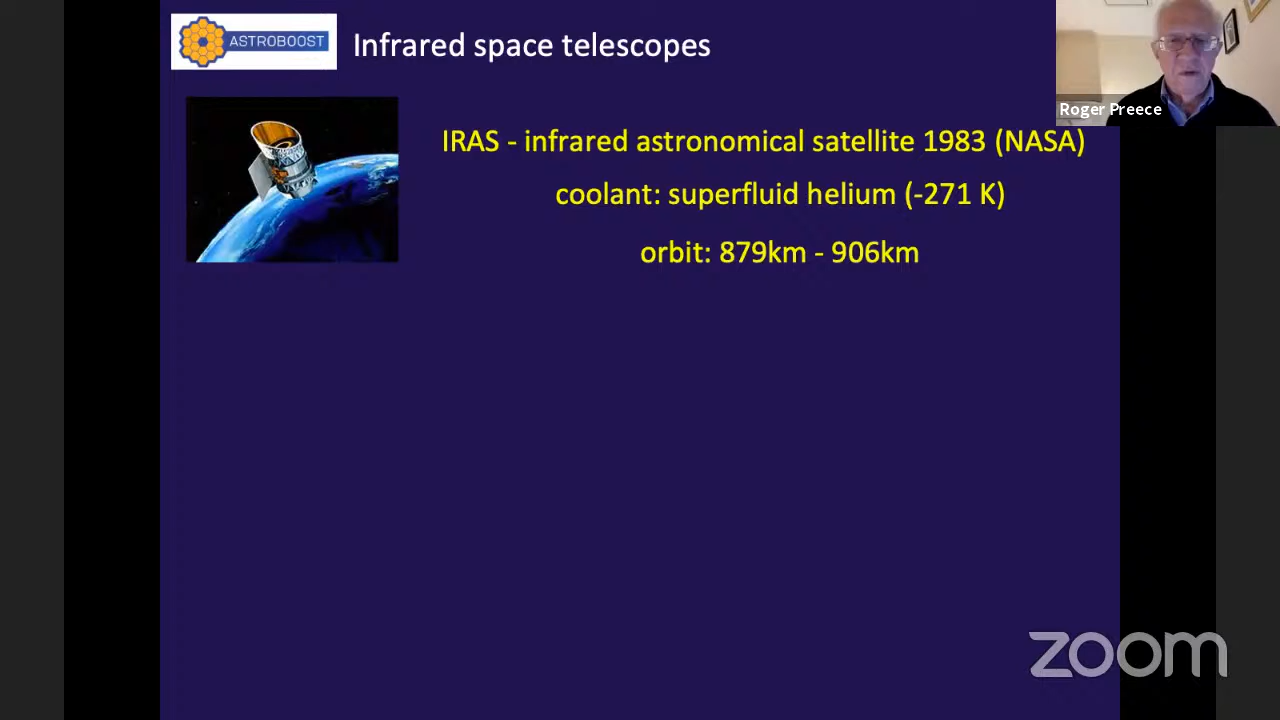 ASTROBOOST
Infrared space telescopes
Roger Preece
IRAS - infrared astronomical satellite 1983 (NASA)
coolant: superfluid helium (-271 K)
orbit: 879km - 906km
zoom